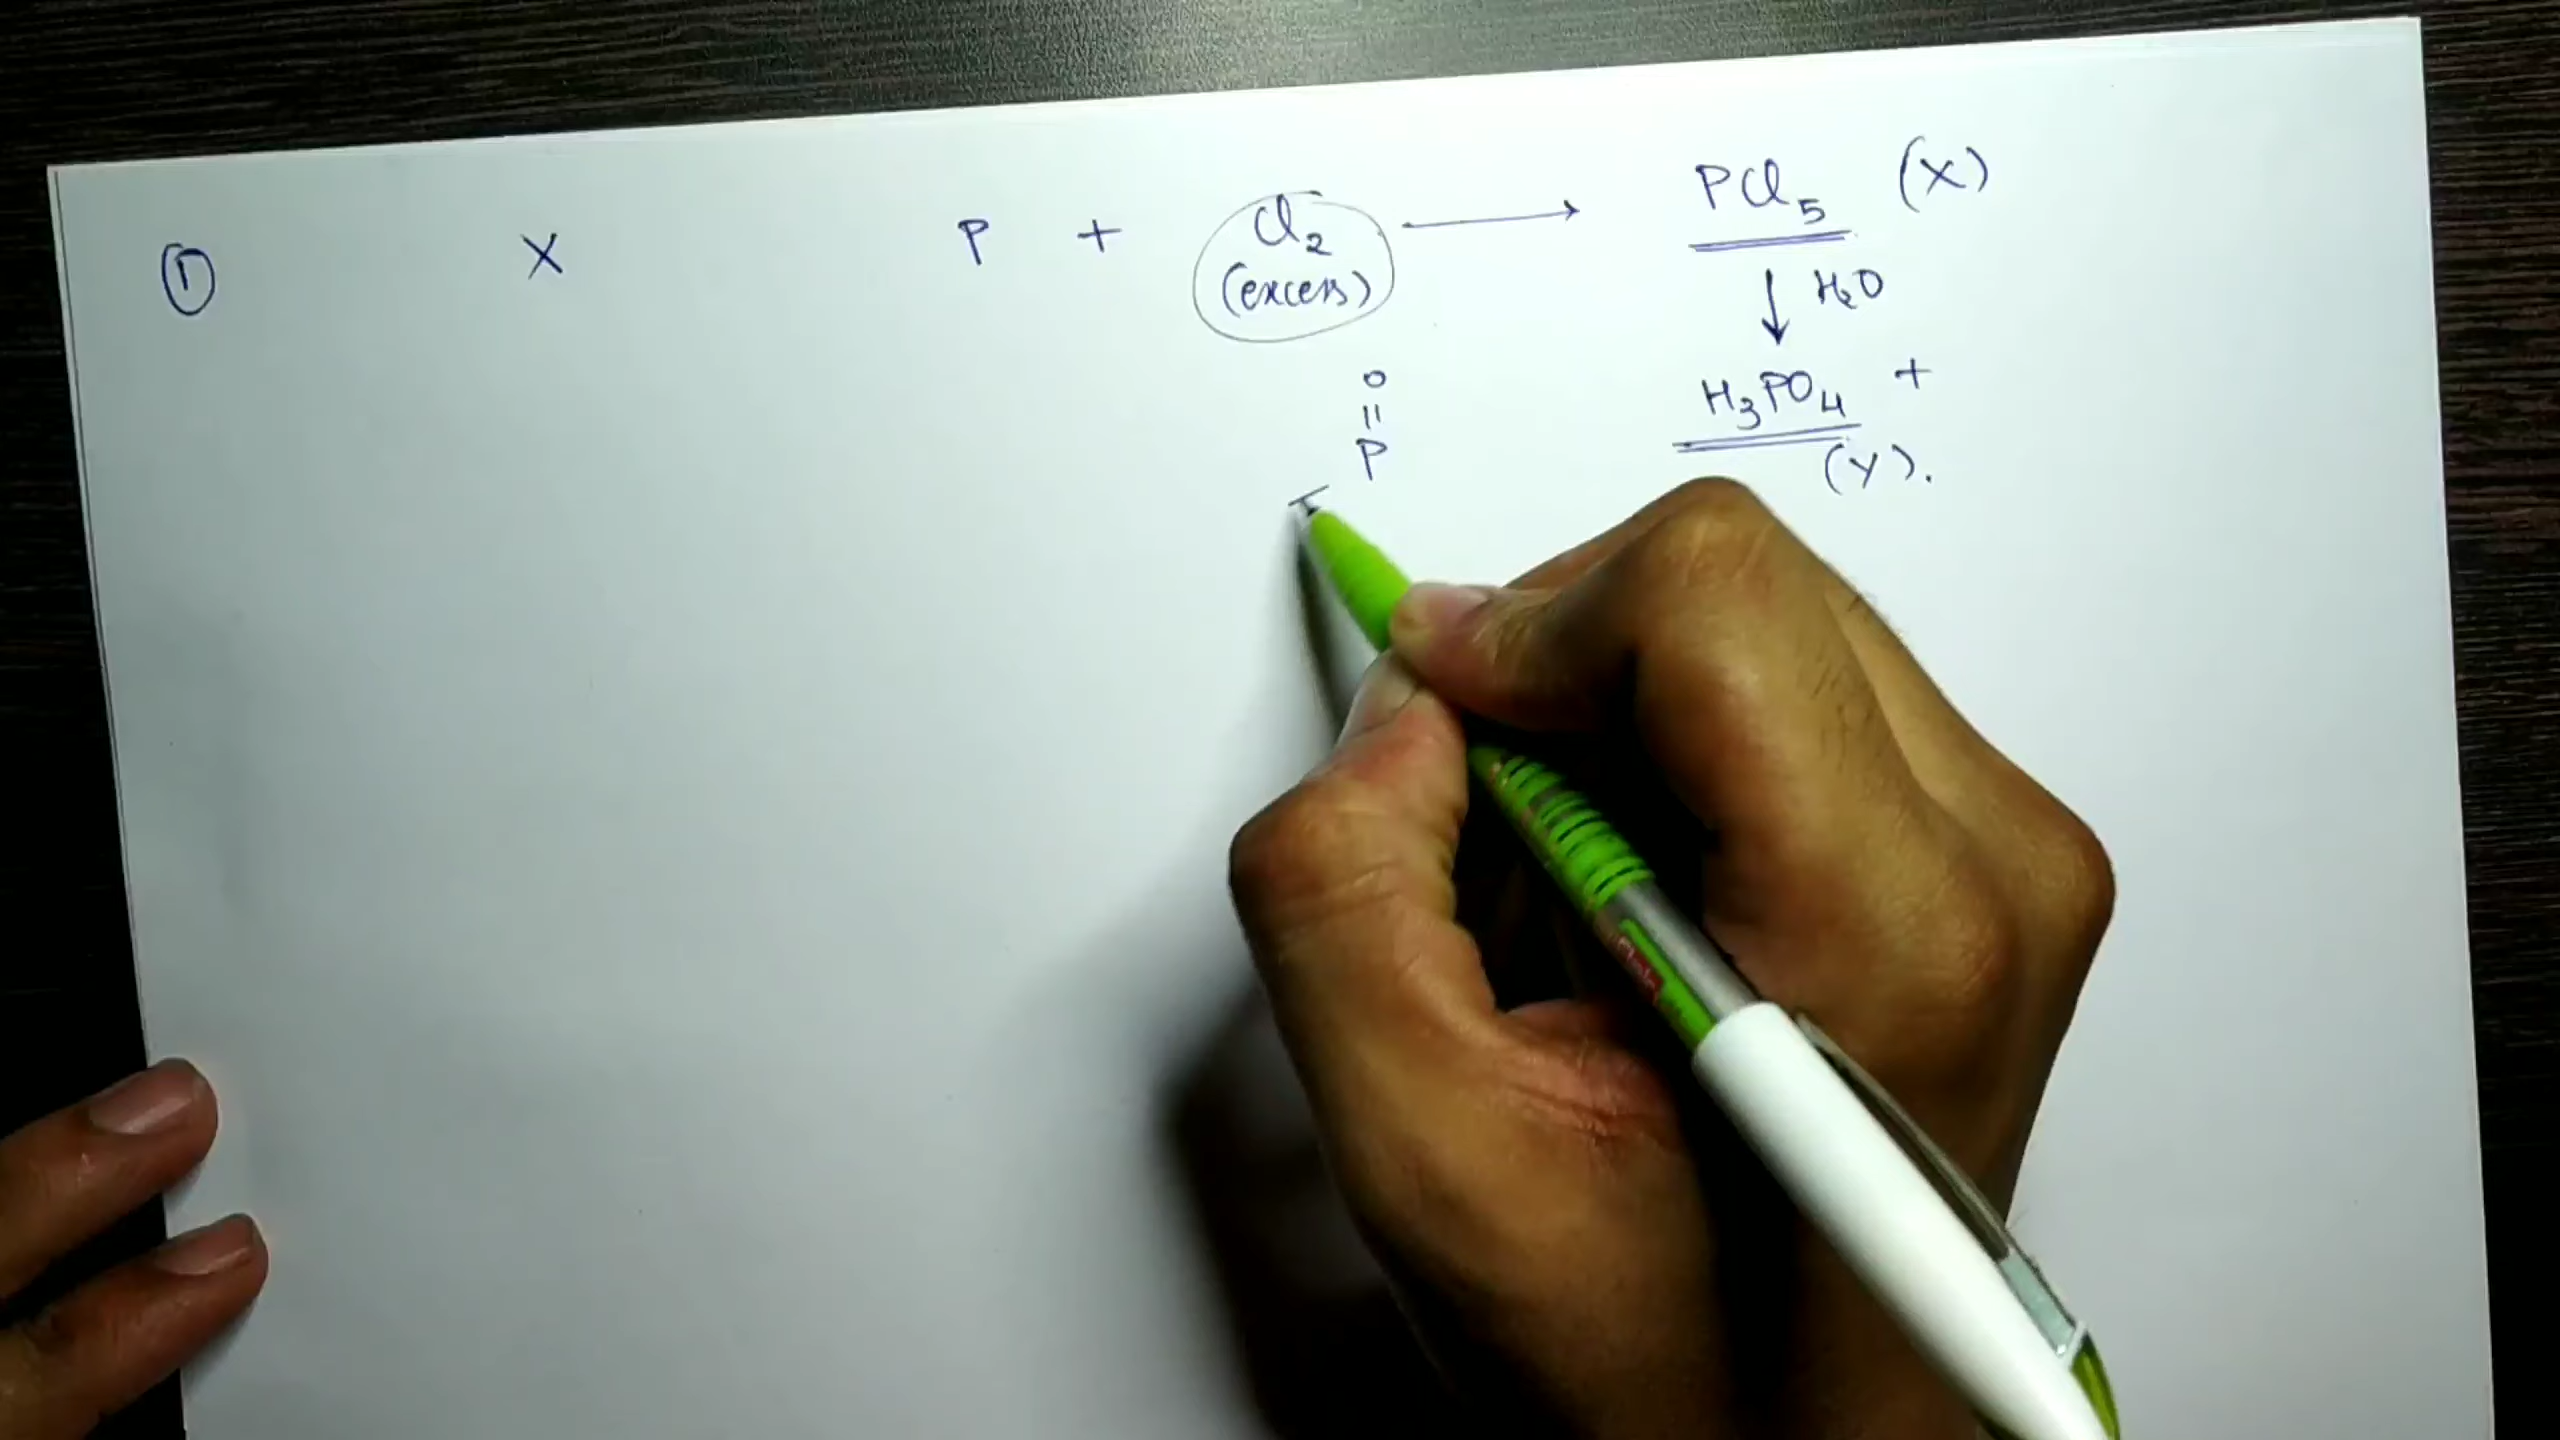 ① X P + Cl₂ ⟶ PCl₅ (X)
(excess) ↓ H₂O
O
||
P
H₃PO₄ +
(Y).